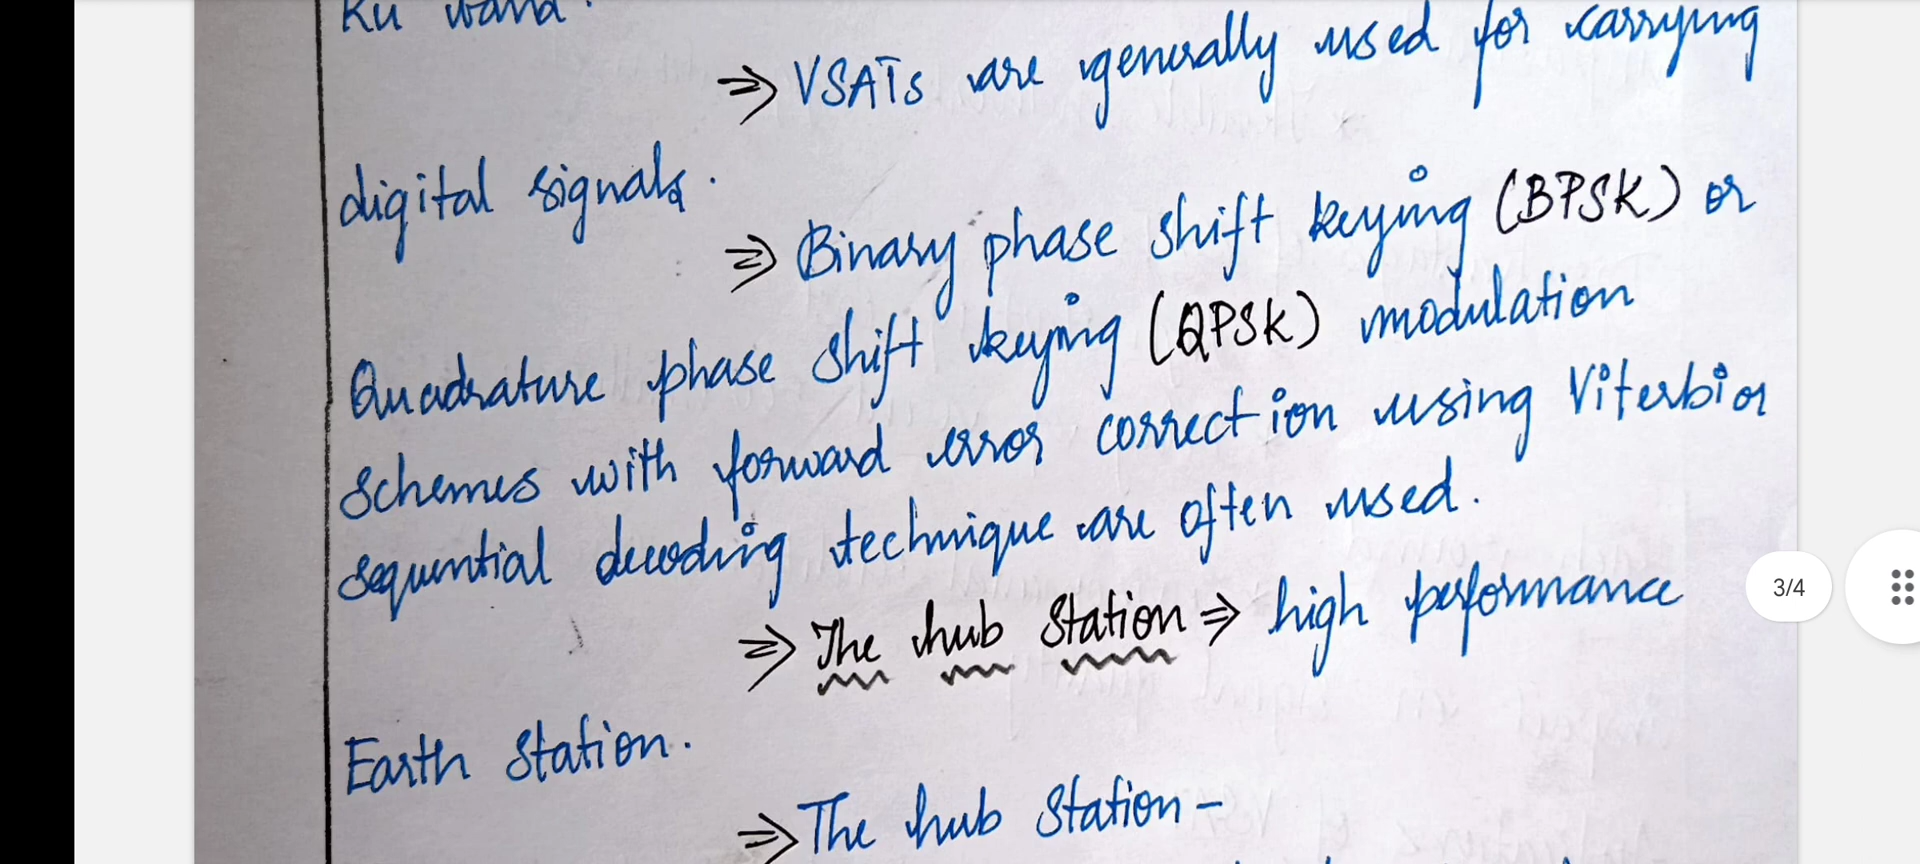 Ku
⇒ VSATs are generally used for carrying
digital signals.
⇒ Binary phase shift keying (BPSK) or
Quadrature phase shift keying (QPSK) modulation
schemes with forward error correction using Viterbi or
sequential decoding technique are often used.
⇒ The hub Station ⇒ high performance
3/4
Earth Station.
⇒ The hub Station -